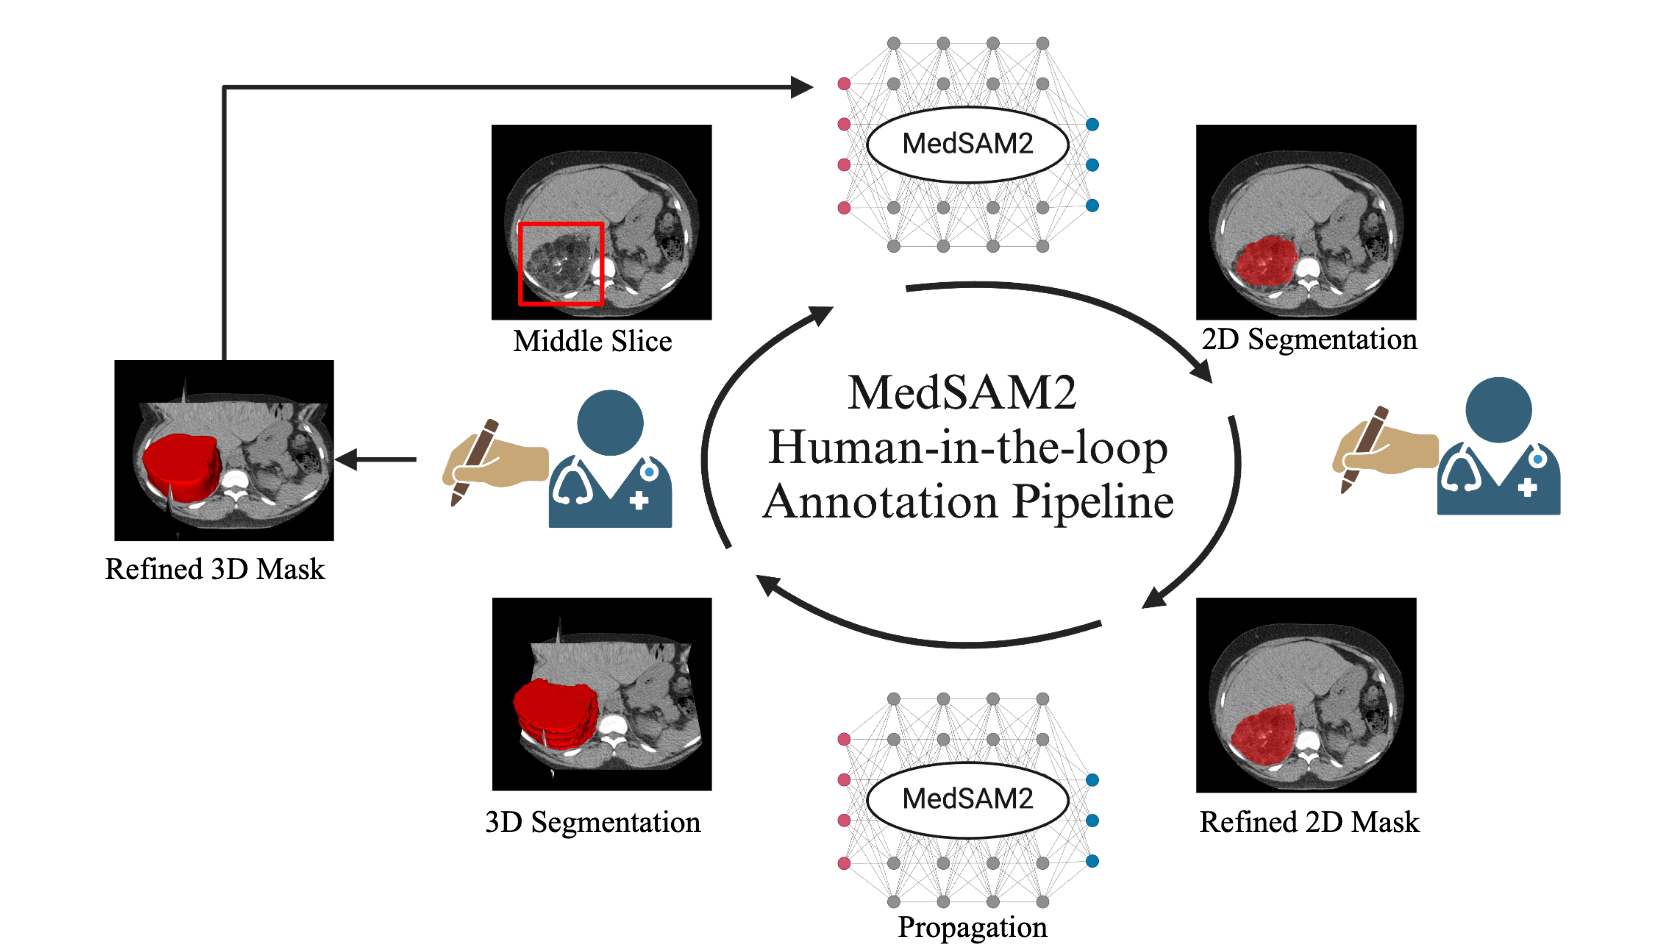 MedSAM2
Middle Slice
2D Segmentation
MedSAM2
Human-in-the-loop
Annotation Pipeline
Refined 3D Mask
3D Segmentation
MedSAM2
Refined 2D Mask
Propagation